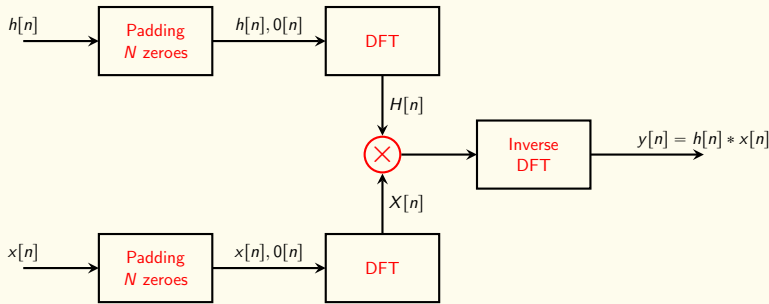 h[n]
Padding
N zeroes
h[n], 0[n]
DFT
H[n]
×
Inverse
DFT
y[n] = h[n] ∗ x[n]
X[n]
x[n]
Padding
N zeroes
x[n], 0[n]
DFT